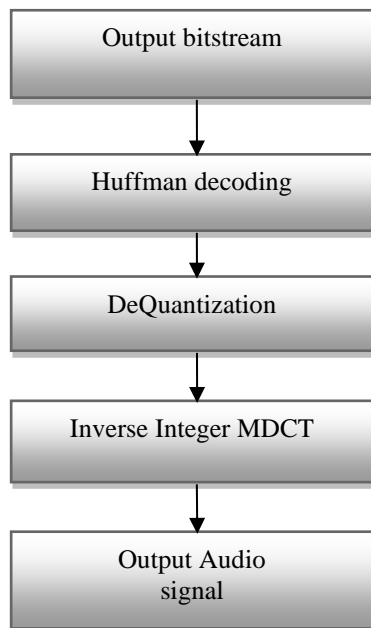 Output bitstream
Huffman decoding
DeQuantization
Inverse Integer MDCT
Output Audio
signal